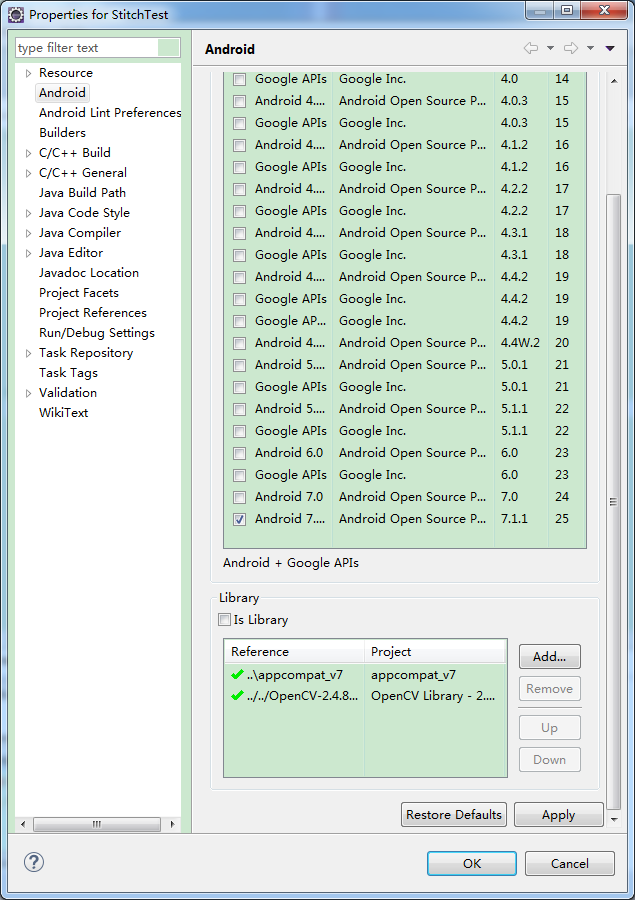 Properties for StitchTest
type filter text
Resource
Android
Android Lint Preferences
Builders
C/C++ Build
C/C++ General
Java Build Path
Java Code Style
Java Compiler
Java Editor
Javadoc Location
Project Facets
Project References
Run/Debug Settings
Task Repository
Task Tags
Validation
WikiText
Android
Google APIs Google Inc. 4.0 14
Android 4.... Android Open Source P... 4.0.3 15
Google APIs Google Inc. 4.0.3 15
Android 4.... Android Open Source P... 4.1.2 16
Google APIs Google Inc. 4.1.2 16
Android 4.... Android Open Source P... 4.2.2 17
Google APIs Google Inc. 4.2.2 17
Android 4.... Android Open Source P... 4.3.1 18
Google APIs Google Inc. 4.3.1 18
Android 4.... Android Open Source P... 4.4.2 19
Google APIs Google Inc. 4.4.2 19
Google AP... Google Inc. 4.4.2 19
Android 4.... Android Open Source P... 4.4W.2 20
Android 5.... Android Open Source P... 5.0.1 21
Google APIs Google Inc. 5.0.1 21
Android 5.... Android Open Source P... 5.1.1 22
Google APIs Google Inc. 5.1.1 22
Android 6.0 Android Open Source P... 6.0 23
Google APIs Google Inc. 6.0 23
Android 7.0 Android Open Source P... 7.0 24
Android 7.... Android Open Source P... 7.1.1 25
Android + Google APIs
Library
Is Library
Reference Project
..\appcompat_v7 appcompat_v7
../../OpenCV-2.4.8... OpenCV Library - 2....
Add...
Remove
Up
Down
Restore Defaults Apply
OK Cancel